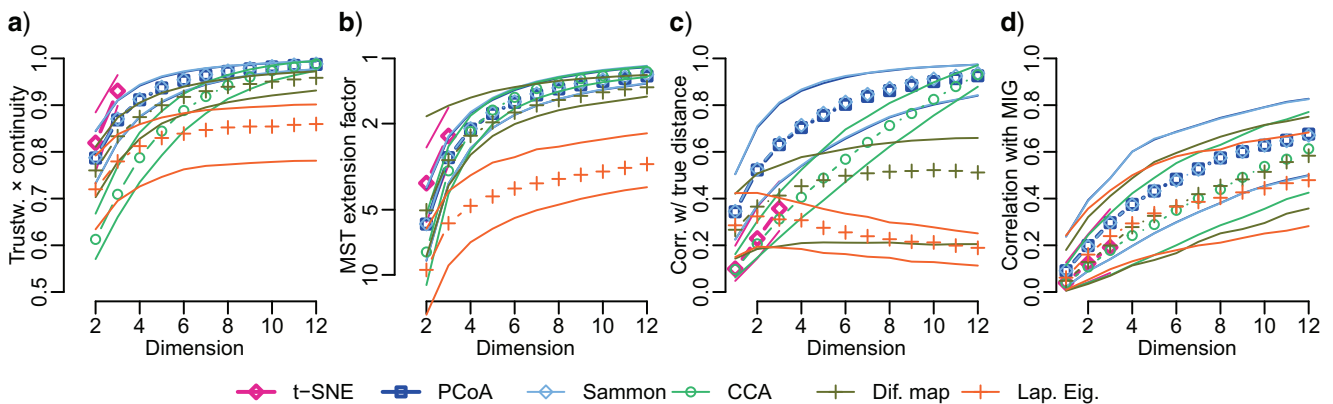 a)
Trustw. × continuity
0.5 0.6 0.7 0.8 0.9 1.0
2 4 6 8 10 12
Dimension
b)
MST extension factor
10 5 2 1
2 4 6 8 10 12
Dimension
c)
Corr. w/ true distance
0.0 0.2 0.4 0.6 0.8 1.0
2 4 6 8 10 12
Dimension
d)
Correlation with MIG
0.0 0.2 0.4 0.6 0.8 1.0
2 4 6 8 10 12
Dimension
t−SNE PCoA Sammon CCA Dif. map Lap. Eig.